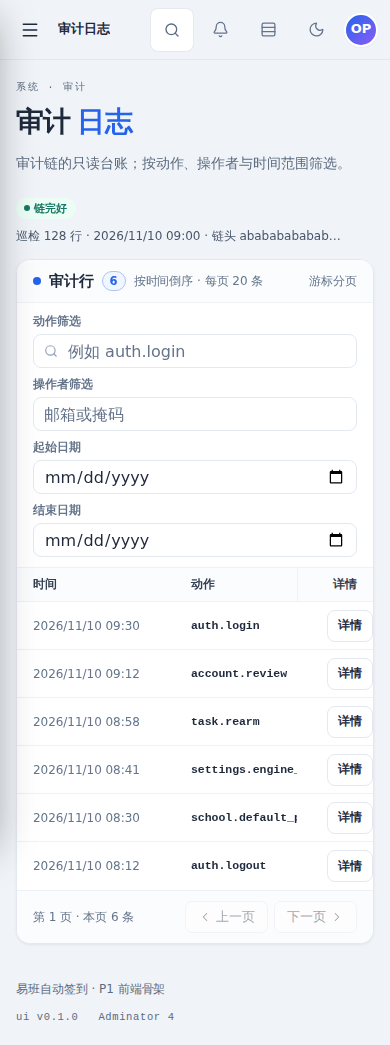 审计日志
OP
系统 · 审计
审计 日志
审计链的只读台账；按动作、操作者与时间范围筛选。
链完好
巡检 128 行 · 2026/11/10 09:00 · 链头 abababababab…
审计行 6 按时间倒序 · 每页 20 条 游标分页
动作筛选
例如 auth.login
操作者筛选
邮箱或掩码
起始日期
mm/dd/yyyy
结束日期
mm/dd/yyyy
时间 动作 详情
2026/11/10 09:30 auth.login 详情
2026/11/10 09:12 account.review 详情
2026/11/10 08:58 task.rearm 详情
2026/11/10 08:41 settings.engine_ 详情
2026/11/10 08:30 school.default_ 详情
2026/11/10 08:12 auth.logout 详情
第 1 页 · 本页 6 条 上一页 下一页
易班自动签到 · P1 前端骨架
ui v0.1.0 Adminator 4